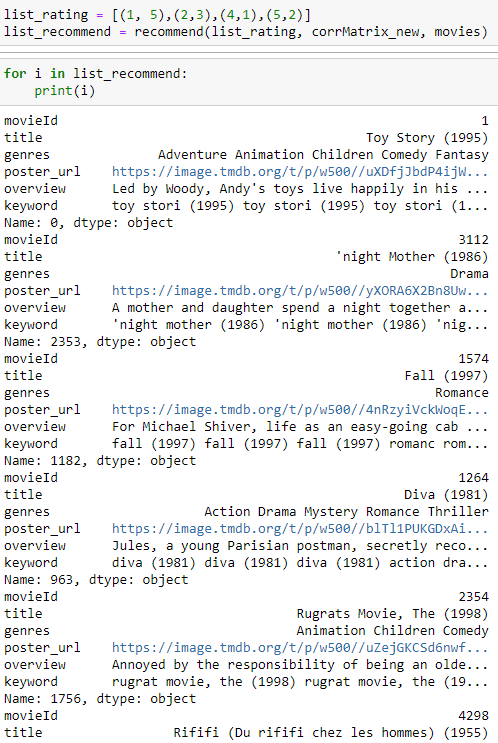 list_rating = [(1, 5),(2,3),(4,1),(5,2)]
list_recommend = recommend(list_rating, corrMatrix_new, movies)
for i in list_recommend:
    print(i)
movieId 1
title Toy Story (1995)
genres Adventure Animation Children Comedy Fantasy
poster_url https://image.tmdb.org/t/p/w500//uXDfjJbdP4ijW...
overview Led by Woody, Andy's toys live happily in his ...
keyword toy stori (1995) toy stori (1995) toy stori (1...
Name: 0, dtype: object
movieId 3112
title 'night Mother (1986)
genres Drama
poster_url https://image.tmdb.org/t/p/w500//yXORA6X2Bn8Uw...
overview A mother and daughter spend a night together a...
keyword 'night mother (1986) 'night mother (1986) 'nig...
Name: 2353, dtype: object
movieId 1574
title Fall (1997)
genres Romance
poster_url https://image.tmdb.org/t/p/w500//4nRzyiVckWoqE...
overview For Michael Shiver, life as an easy-going cab ...
keyword fall (1997) fall (1997) fall (1997) romanc rom...
Name: 1182, dtype: object
movieId 1264
title Diva (1981)
genres Action Drama Mystery Romance Thriller
poster_url https://image.tmdb.org/t/p/w500//blTl1PUKGDxAi...
overview Jules, a young Parisian postman, secretly reco...
keyword diva (1981) diva (1981) diva (1981) action dra...
Name: 963, dtype: object
movieId 2354
title Rugrats Movie, The (1998)
genres Animation Children Comedy
poster_url https://image.tmdb.org/t/p/w500//uZejGKCSd6nwf...
overview Annoyed by the responsibility of being an olde...
keyword rugrat movie, the (1998) rugrat movie, the (19...
Name: 1756, dtype: object
movieId 4298
title Rififi (Du rififi chez les hommes) (1955)